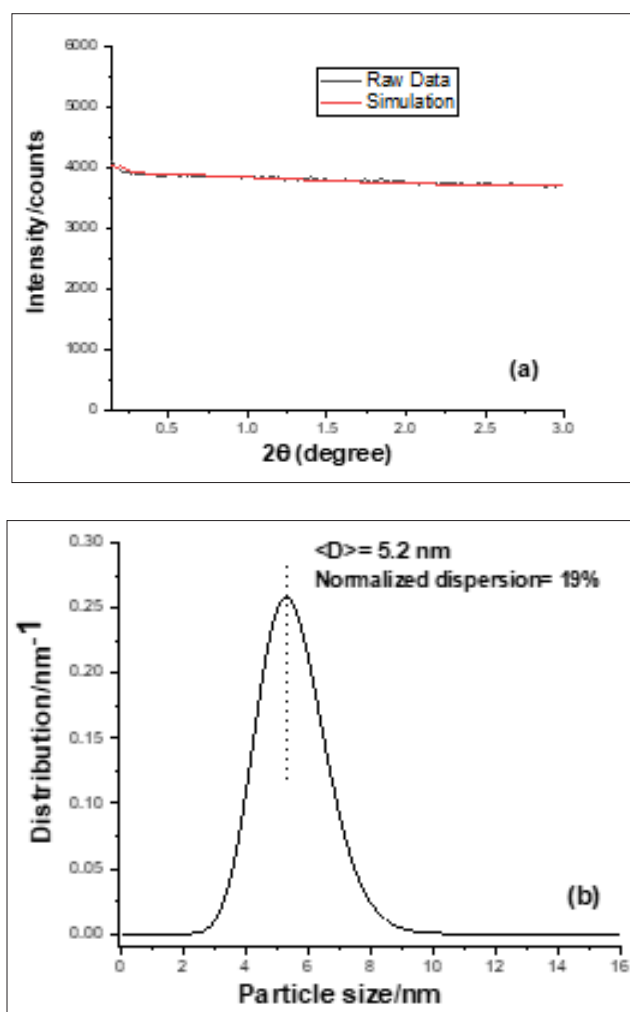 6000
5000
4000
3000
2000
1000
0
Intensity/counts
Raw Data
Simulation
(a)
0.5 1.0 1.5 2.0 2.5 3.0
2θ (degree)
0.30
0.25
0.20
0.15
0.10
0.05
0.00
Distribution/nm⁻¹
<D>= 5.2 nm
Normalized dispersion= 19%
(b)
0 2 4 6 8 10 12 14 16
Particle size/nm